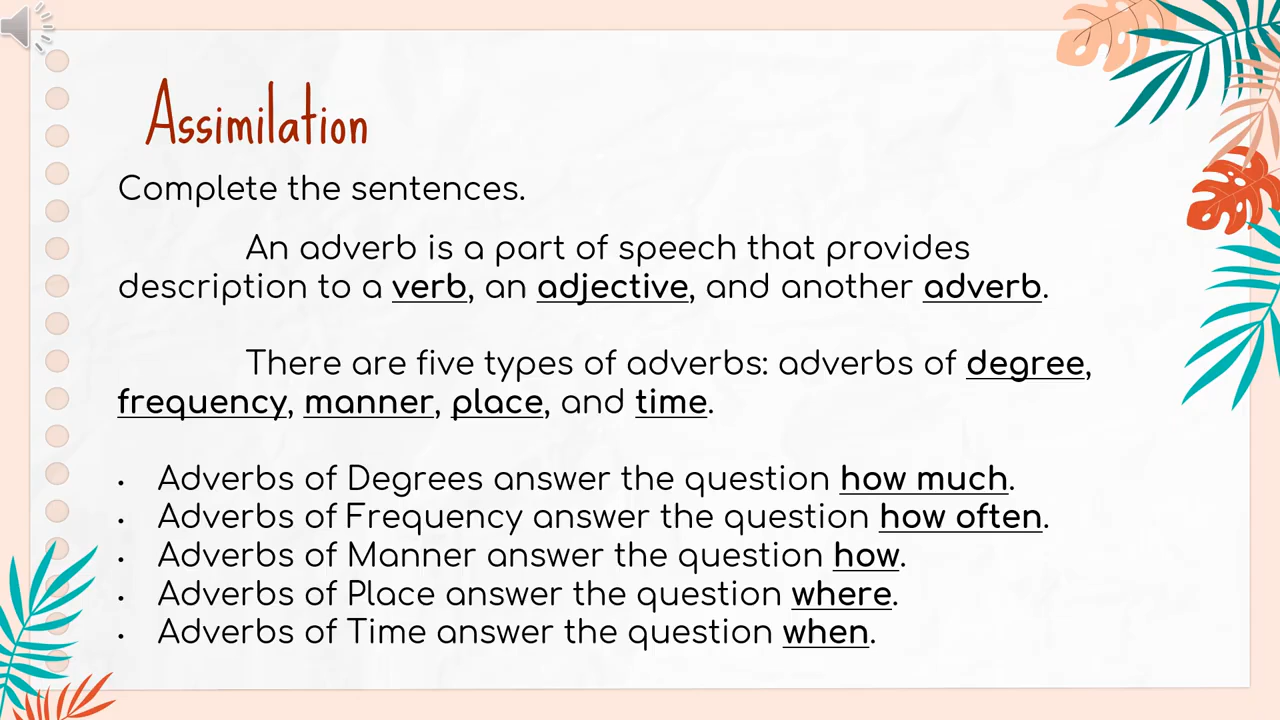 Assimilation
Complete the sentences.
An adverb is a part of speech that provides
description to a verb, an adjective, and another adverb.
There are five types of adverbs: adverbs of degree,
frequency, manner, place, and time.
• Adverbs of Degrees answer the question how much.
• Adverbs of Frequency answer the question how often.
• Adverbs of Manner answer the question how.
• Adverbs of Place answer the question where.
• Adverbs of Time answer the question when.